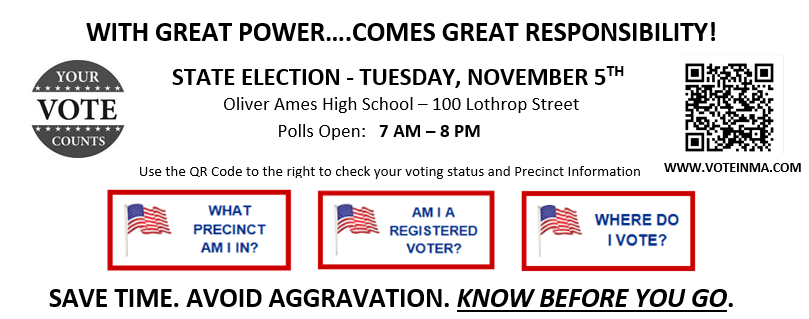 WITH GREAT POWER….COMES GREAT RESPONSIBILITY!
YOUR
VOTE
COUNTS
STATE ELECTION - TUESDAY, NOVEMBER 5TH
Oliver Ames High School – 100 Lothrop Street
Polls Open: 7 AM – 8 PM
Use the QR Code to the right to check your voting status and Precinct Information
WWW.VOTEINMA.COM
WHAT
PRECINCT
AM I IN?
AM I A
REGISTERED
VOTER?
WHERE DO
I VOTE?
SAVE TIME. AVOID AGGRAVATION. KNOW BEFORE YOU GO.